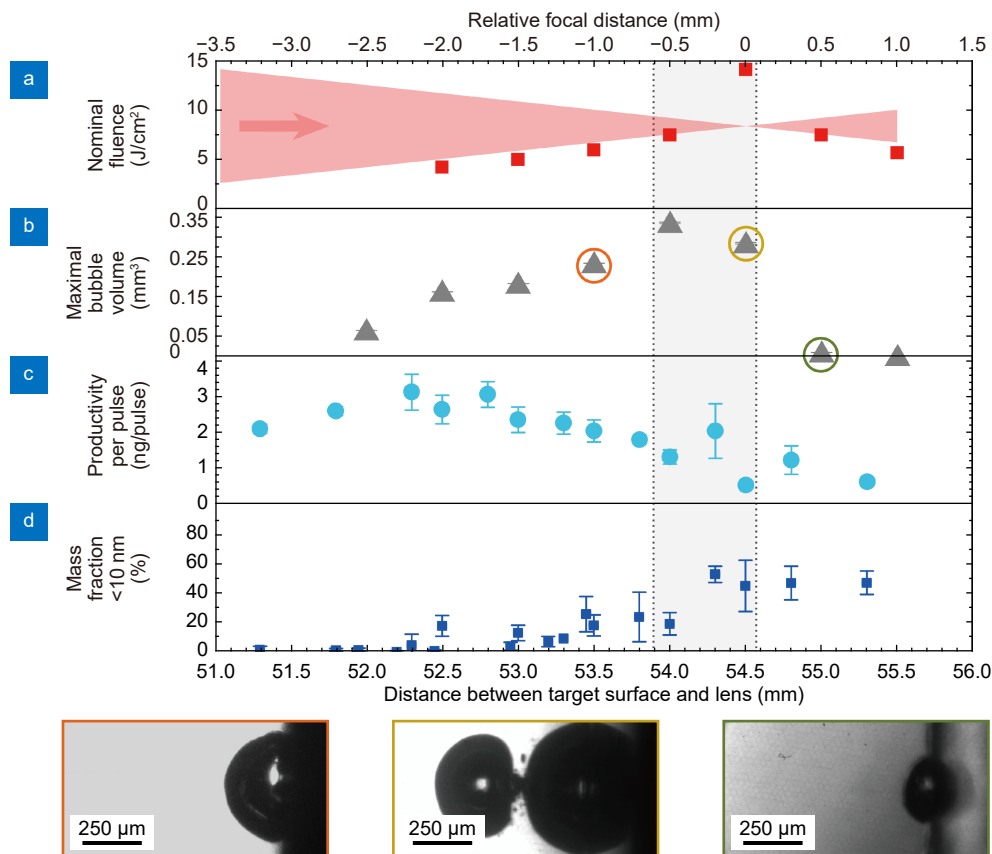 Relative focal distance (mm)
−3.5 −3.0 −2.5 −2.0 −1.5 −1.0 −0.5 0 0.5 1.0 1.5
a
Nominal
fluence
(J/cm²)
15
10
5
0
b
Maximal
bubble
volume
(mm³)
0.35
0.25
0.15
0.05
0
c
Productivity
per pulse
(ng/pulse)
4
3
2
1
0
d
Mass
fraction
<10 nm
(%)
80
60
40
20
0
51.0 51.5 52.0 52.5 53.0 53.5 54.0 54.5 55.0 55.5 56.0
Distance between target surface and lens (mm)
250 μm
250 μm
250 μm